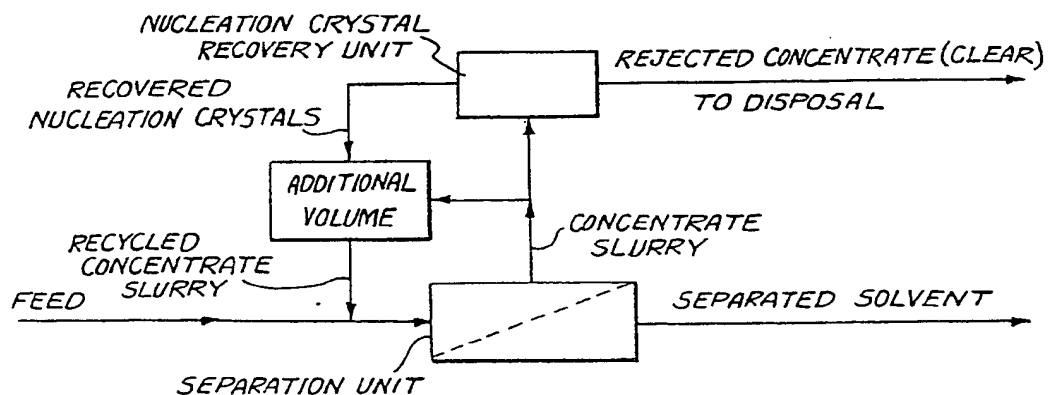 NUCLEATION CRYSTAL
RECOVERY UNIT
REJECTED CONCENTRATE (CLEAR)
TO DISPOSAL
RECOVERED
NUCLEATION CRYSTALS
ADDITIONAL
VOLUME
CONCENTRATE
SLURRY
RECYCLED
CONCENTRATE
SLURRY
FEED
SEPARATED SOLVENT
SEPARATION UNIT